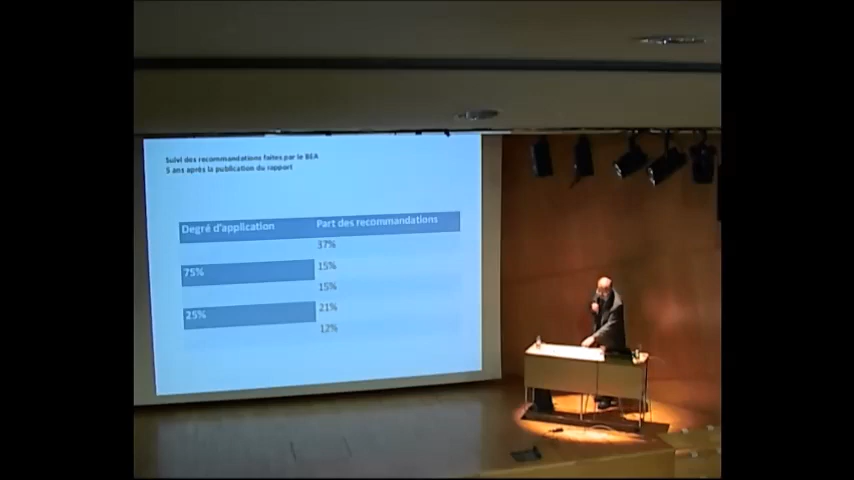 Suivi des recommandations faites par le BEA
5 ans après la publication du rapport
Degré d'application Part des recommandations
37%
75% 15%
15%
25% 21%
12%